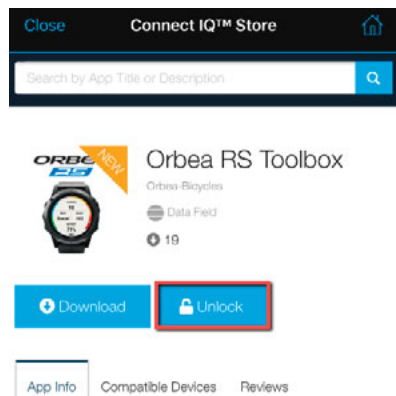 Close Connect IQ™ Store
Search by App Title or Description
ORBEA
NEW
Orbea RS Toolbox
Orbea-Bicycles
Data Field
19
Download Unlock
App Info Compatible Devices Reviews